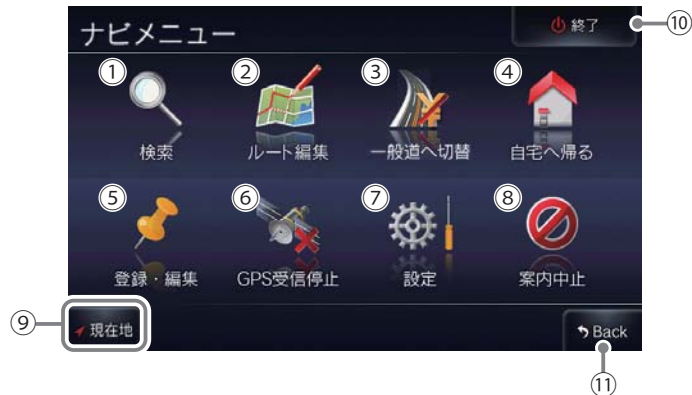 ナビメニュー
終了 ⑩
① ② ③ ④
検索 ルート編集 一般道へ切替 自宅へ帰る
⑤ ⑥ ⑦ ⑧
登録・編集 GPS受信停止 設定 案内中止
⑨ 現在地 Back
⑪